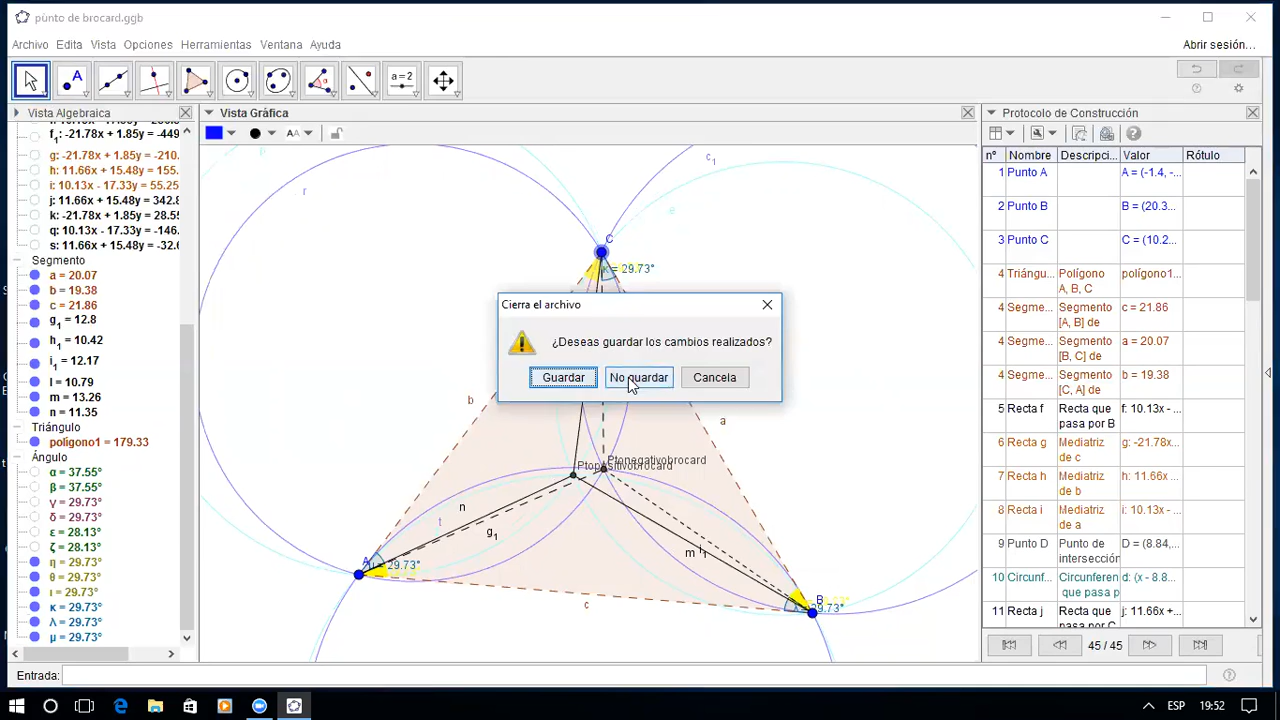 punto de brocard.ggb
Archivo Edita Vista Opciones Herramientas Ventana Ayuda
Abrir sesión...
A
α
a=2
Vista Algebraica
Vista Gráfica
Protocolo de Construcción
AA
f1: -21.78x + 1.85y = -449
g: -21.78x + 1.85y = -210.
h: 11.66x + 15.48y = 155.
i: 10.13x - 17.33y = 55.25
j: 11.66x + 15.48y = 342.8
k: -21.78x + 1.85y = 28.55
q: 10.13x - 17.33y = -146.
s: 11.66x + 15.48y = -32.6
Segmento
a = 20.07
b = 19.38
c = 21.86
g1 = 12.8
h1 = 10.42
i1 = 12.17
l = 10.79
m = 13.26
n = 11.35
Triángulo
polígono1 = 179.33
Ángulo
α = 37.55°
β = 37.55°
γ = 29.73°
δ = 29.73°
ε = 28.13°
ζ = 28.13°
η = 29.73°
θ = 29.73°
ι = 29.73°
κ = 29.73°
λ = 29.73°
μ = 29.73°
r
c1
e
C
κ = 29.73°
b
a
Ptonegativobrocard
n
t
g1
m
A
= 29.73°
B
29.73°
c
Cierra el archivo
¿Deseas guardar los cambios realizados?
Guardar No guardar Cancela
nº Nombre Descripci... Valor Rótulo
1 Punto A A = (-1.4, -...
2 Punto B B = (20.3...
3 Punto C C = (10.2...
4 Triángu... Polígono A, B, C polígono1...
4 Segme... Segmento [A, B] de c = 21.86
4 Segme... Segmento [B, C] de a = 20.07
4 Segme... Segmento [C, A] de b = 19.38
5 Recta f Recta que pasa por B f: 10.13x -
6 Recta g Mediatriz de c g: -21.78x
7 Recta h Mediatriz de b h: 11.66x
8 Recta i Mediatriz de a i: 10.13x -
9 Punto D Punto de intersección D = (8.84,
10 Circunf... Circunferen que pasa p d: (x - 8.8...
11 Recta j Recta que pasa por C j: 11.66x +
45 / 45
Entrada:
ESP 19:52